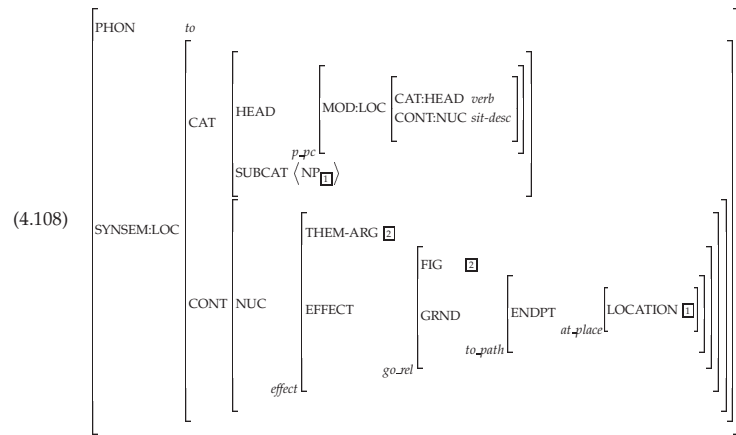 PHON to
CAT:HEAD verb
HEAD MOD:LOC
CONT:NUC sit-desc
CAT
p_pc
SUBCAT ⟨NP1⟩
(4.108) SYNSEM:LOC
THEM-ARG 2
FIG 2
CONT NUC EFFECT GRND ENDPT LOCATION 1
at_place
to_path
go_rel
effect